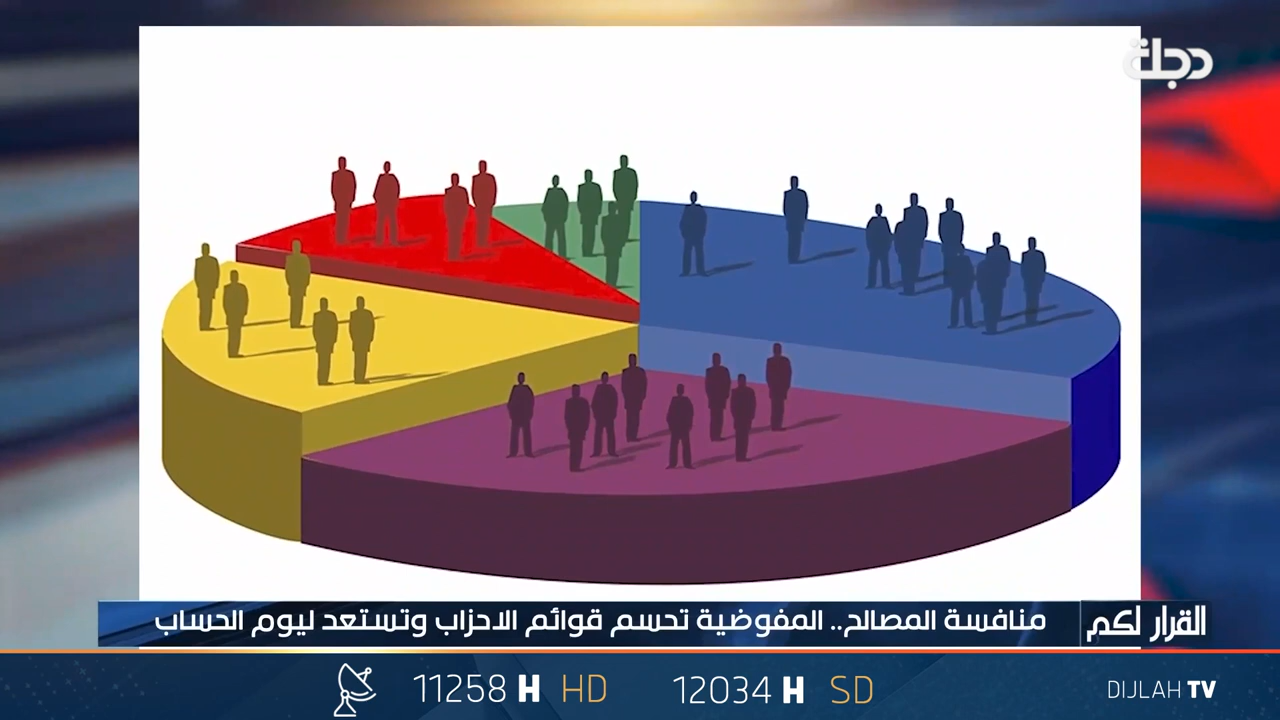 دجلة
القرار لكم
منافسة المصالح.. المفوضية تحسم قوائم الاحزاب وتستعد ليوم الحساب
11258 H HD 12034 H SD DIJLAH TV